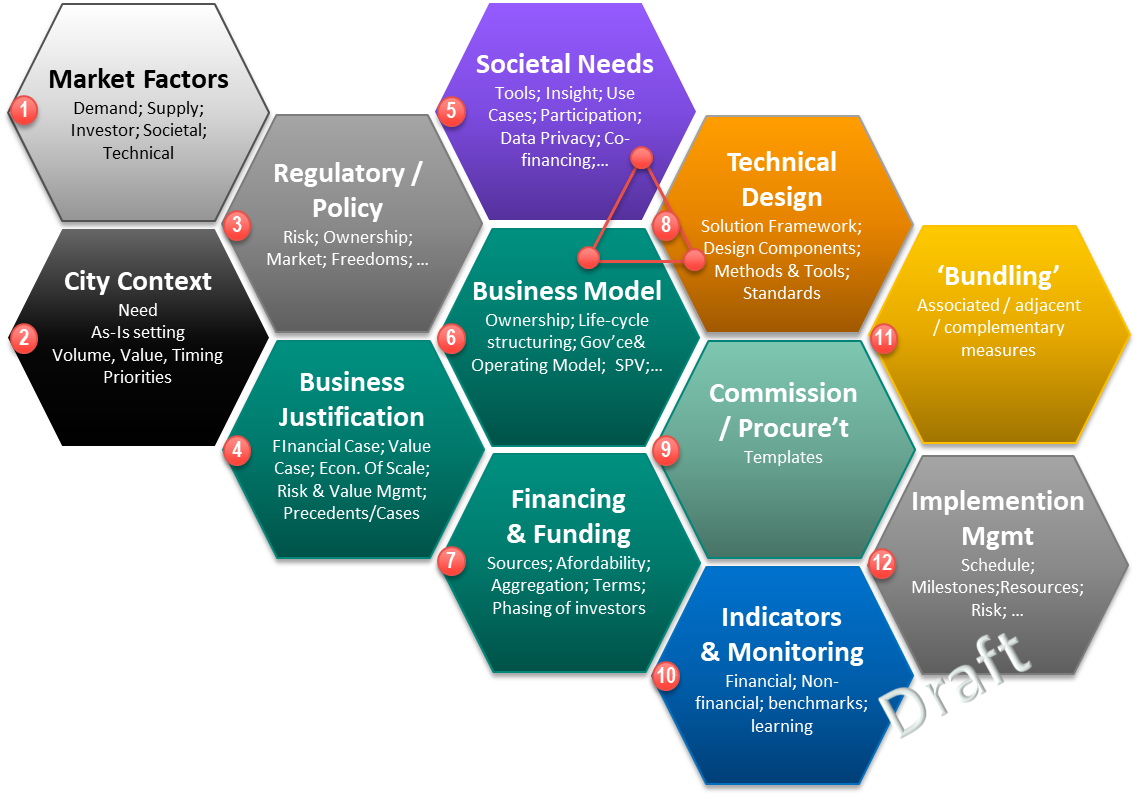 1
Market Factors
Demand; Supply;
Investor; Societal;
Technical
2
City Context
Need
As-Is setting
Volume, Value, Timing
Priorities
3
Regulatory /
Policy
Risk; Ownership;
Market; Freedoms; ...
4
Business
Justification
FInancial Case; Value
Case; Econ. Of Scale;
Risk & Value Mgmt;
Precedents/Cases
5
Societal Needs
Tools; Insight; Use
Cases; Participation;
Data Privacy; Co-
financing;...
6
Business Model
Ownership; Life-cycle
structuring; Gov’ce&
Operating Model; SPV;...
7
Financing
& Funding
Sources; Afordability;
Aggregation; Terms;
Phasing of investors
8
Technical
Design
Solution Framework;
Design Components;
Methods & Tools;
Standards
9
Commission
/ Procure’t
Templates
10
Indicators
& Monitoring
Financial; Non-
financial; benchmarks;
learning
11
‘Bundling’
Associated / adjacent
/ complementary
measures
12
Implemention
Mgmt
Schedule;
Milestones;Resources;
Risk; ...
Draft